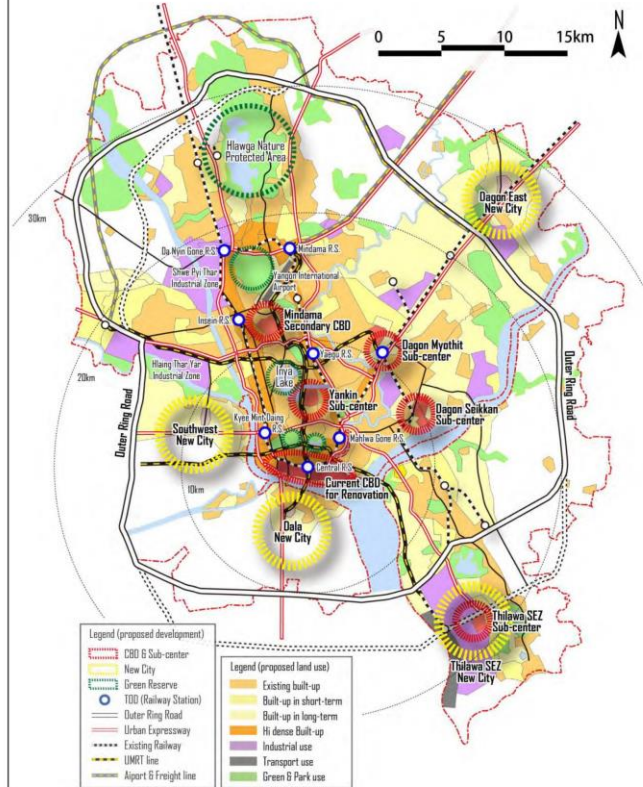 N
0 5 10 15km
Hlawga Nature
Protected Area
Dagon East
New City
30km
Da Nyin Gone R.S.
Mindama R.S.
Shwe Pyi Thar
Industrial Zone
Yangon International
Airport
Insein R.S.
Mindama
Secondary CBD
Yaegu R.S.
Dagon Myothit
Sub-center
20km
Hlaing Thar Yar
Industrial Zone
Inya
Lake
Outer Ring Road
Yankin
Sub-center
Dagon Seikkan
Sub-center
Southwest
New City
Kyee Mint Daing
R.S.
Mahlwa Gone R.S.
Outer Ring Road
Central R.S.
10km
Current CBD
for Renovation
Dala
New City
Thilawa SEZ
Sub-center
Thilawa SEZ
New City
Legend (proposed development)
CBD & Sub-center
New City
Green Reserve
TOD (Railway Station)
Outer Ring Road
Urban Expressway
Existing Railway
UMRT line
Aiport & Freight line
Legend (proposed land use)
Existing built-up
Built-up in short-term
Built-up in long-term
Hi dense Built-up
Industrial use
Transport use
Green & Park use